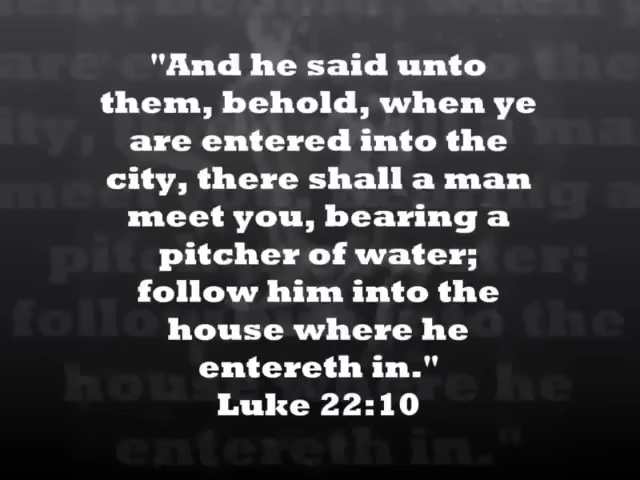 "And he said unto
them, behold, when ye
are entered into the
city, there shall a man
meet you, bearing a
pitcher of water;
follow him into the
house where he
entereth in."
Luke 22:10